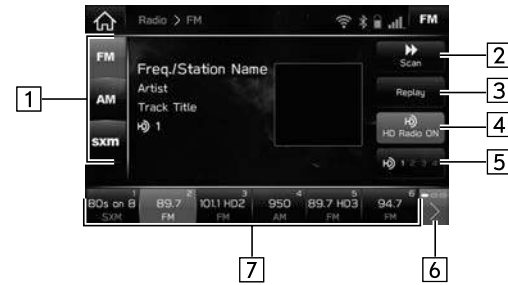 Radio > FM FM
FM
AM
sxm
Freq./Station Name
Artist
Track Title
HD 1
Scan
Replay
HD Radio ON
HD 1 2 3 4
1
2
3
4
5
1 2 3 4 5 6
80s on 8 89.7 101.1 HD2 950 89.7 HD3 94.7
SXM FM FM AM FM FM
7
6